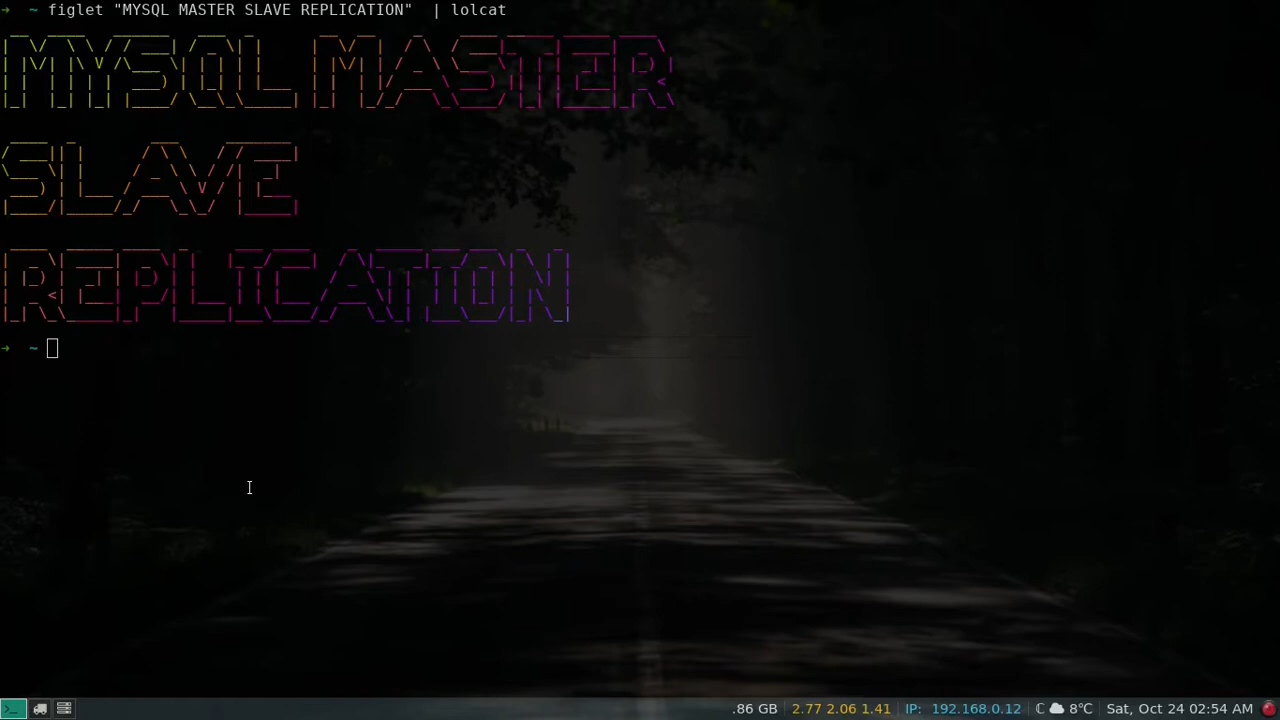 ➜  ~ figlet "MYSQL MASTER SLAVE REPLICATION"  | lolcat
MYSQL MASTER
SLAVE
REPLICATION
➜  ~
.86 GB 2.77 2.06 1.41 IP: 192.168.0.12 8°C Sat, Oct 24 02:54 AM